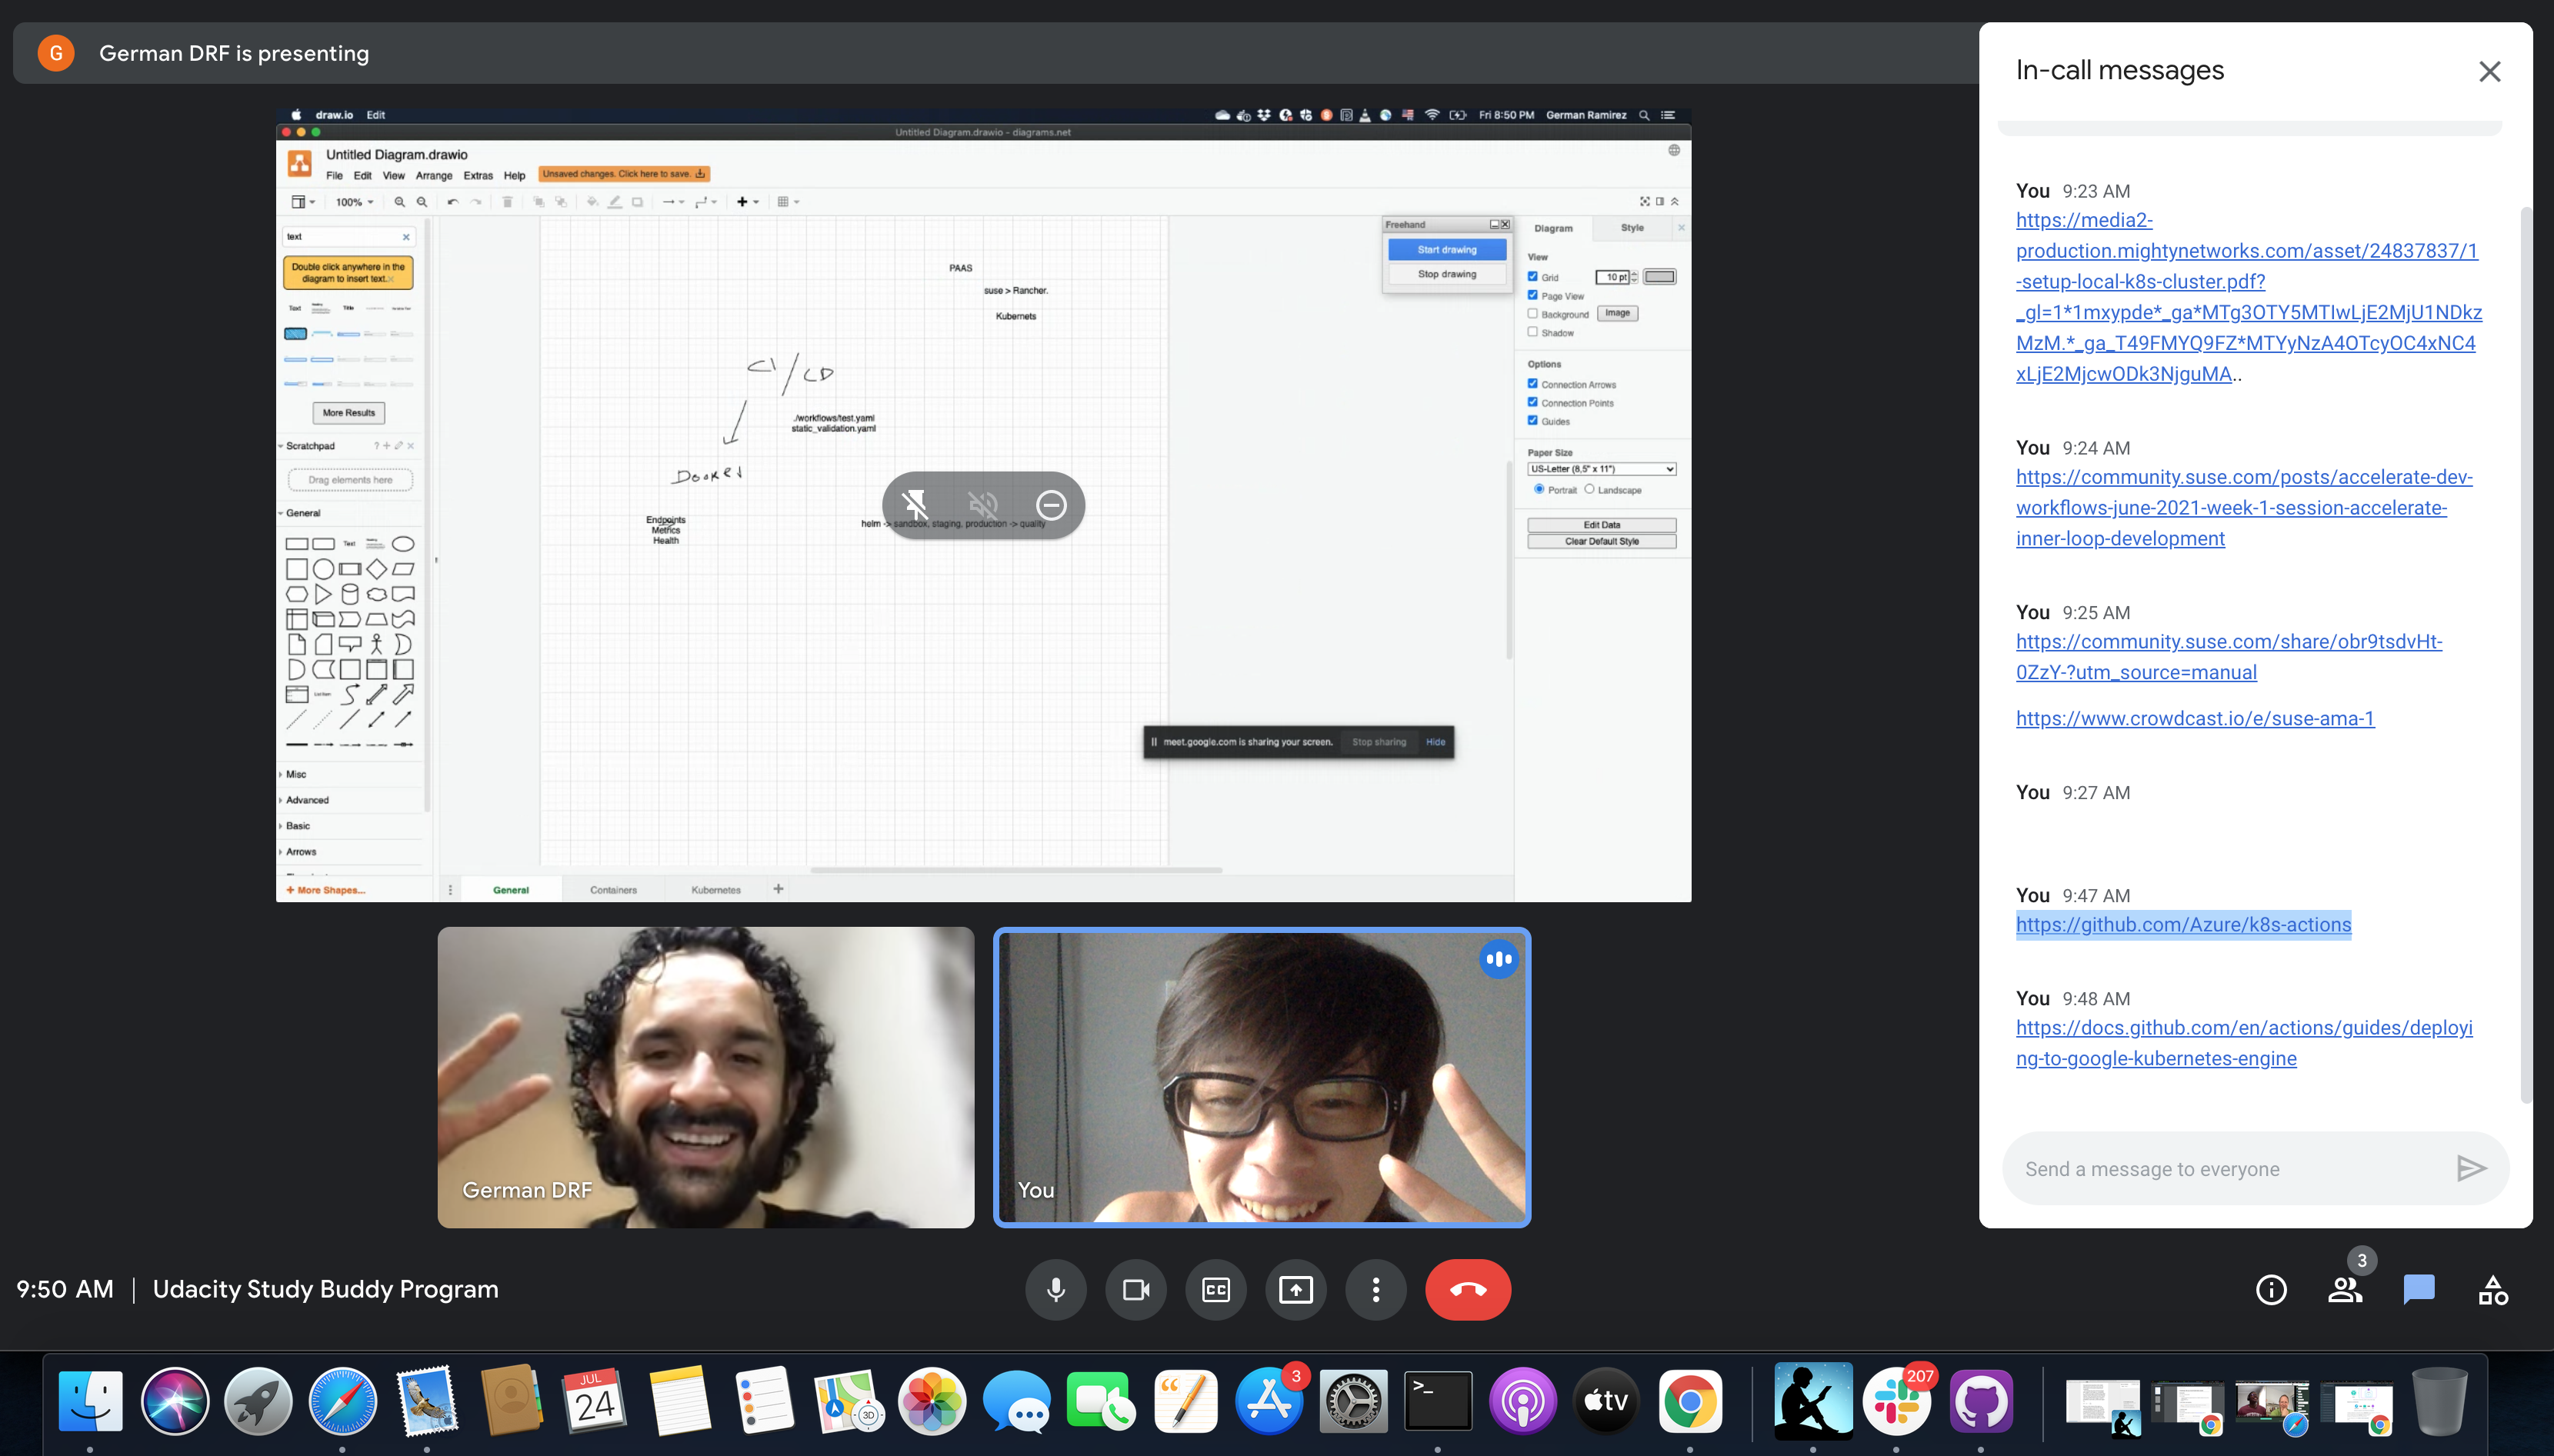 G
German DRF is presenting
draw.io Edit
Fri 8:50 PM German Ramirez
Untitled Diagram.drawio - diagrams.net
Untitled Diagram.drawio
File Edit View Arrange Extras Help
Unsaved changes. Click here to save.
100%
text
Double click anywhere in the
diagram to insert text.
Text
Title
More Results
Scratchpad
Drag elements here
General
Text
Misc
Advanced
Basic
Arrows
+ More Shapes...
PAAS
suse > Rancher.
Kubernets
CI/CD
./workflows/test.yaml
static_validation.yaml
Docker
Endpoints
Metrics
Health
helm -> sandbox, staging, production -> quality
Freehand
Start drawing
Stop drawing
Diagram
Style
View
Grid
10 pt
Page View
Background
Image
Shadow
Options
Connection Arrows
Connection Points
Guides
Paper Size
US-Letter (8,5" x 11")
Portrait
Landscape
Edit Data
Clear Default Style
meet.google.com is sharing your screen.
Stop sharing
Hide
General
Containers
Kubernetes
German DRF
You
In-call messages
You 9:23 AM
https://media2-
production.mightynetworks.com/asset/24837837/1
-setup-local-k8s-cluster.pdf?
_gl=1*1mxypde*_ga*MTg3OTY5MTIwLjE2MjU1NDkz
MzM.*_ga_T49FMYQ9FZ*MTYyNzA4OTcyOC4xNC4
xLjE2MjcwODk3NjguMA..
You 9:24 AM
https://community.suse.com/posts/accelerate-dev-
workflows-june-2021-week-1-session-accelerate-
inner-loop-development
You 9:25 AM
https://community.suse.com/share/obr9tsdvHt-
0ZzY-?utm_source=manual
https://www.crowdcast.io/e/suse-ama-1
You 9:27 AM
You 9:47 AM
https://github.com/Azure/k8s-actions
You 9:48 AM
https://docs.github.com/en/actions/guides/deployi
ng-to-google-kubernetes-engine
Send a message to everyone
9:50 AM | Udacity Study Buddy Program
CC
3
JUL
24
3D
3
>_
tv
207